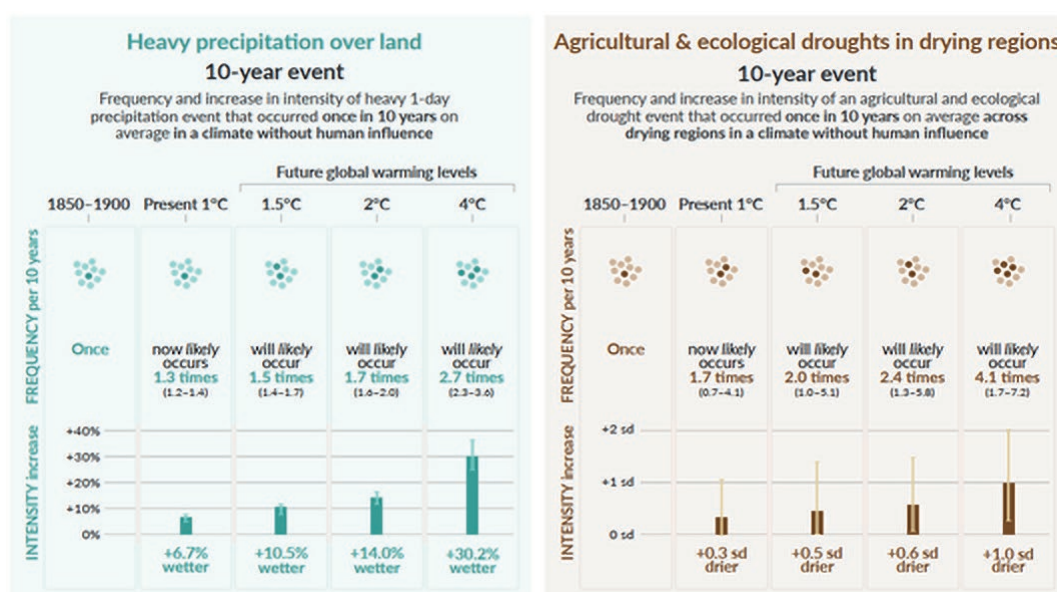 Heavy precipitation over land
10-year event
Frequency and increase in intensity of heavy 1-day
precipitation event that occurred once in 10 years on
average in a climate without human influence
Future global warming levels
1850–1900 Present 1°C 1.5°C 2°C 4°C
FREQUENCY per 10 years
Once
now likely occurs 1.3 times (1.2–1.4)
will likely occur 1.5 times (1.4–1.7)
will likely occur 1.7 times (1.6–2.0)
will likely occur 2.7 times (2.3–3.6)
INTENSITY increase
+40%
+30%
+20%
+10%
0%
+6.7% wetter
+10.5% wetter
+14.0% wetter
+30.2% wetter
Agricultural & ecological droughts in drying regions
10-year event
Frequency and increase in intensity of an agricultural and ecological
drought event that occurred once in 10 years on average across
drying regions in a climate without human influence
Future global warming levels
1850–1900 Present 1°C 1.5°C 2°C 4°C
FREQUENCY per 10 years
Once
now likely occurs 1.7 times (0.7–4.1)
will likely occur 2.0 times (1.0–5.1)
will likely occur 2.4 times (1.3–5.8)
will likely occur 4.1 times (1.7–7.2)
INTENSITY increase
+2 sd
+1 sd
0 sd
+0.3 sd drier
+0.5 sd drier
+0.6 sd drier
+1.0 sd drier